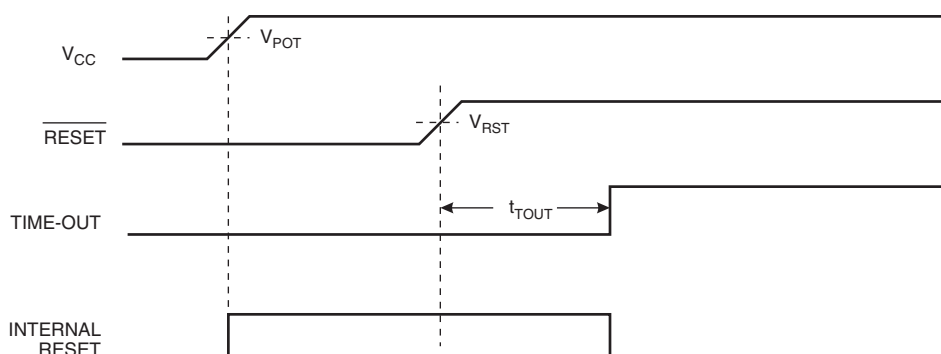 V_CC
V_POT
RESET
V_RST
TIME-OUT
t_TOUT
INTERNAL
RESET